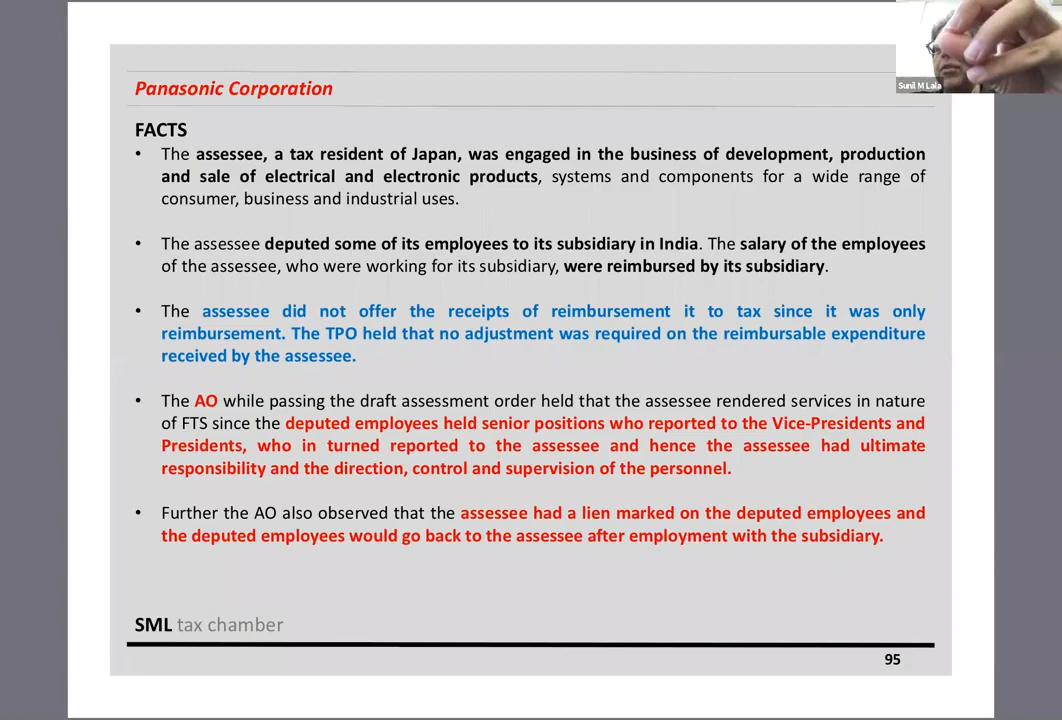 Sunil M Lala
Panasonic Corporation
FACTS
• The assessee, a tax resident of Japan, was engaged in the business of development, production
and sale of electrical and electronic products, systems and components for a wide range of
consumer, business and industrial uses.
• The assessee deputed some of its employees to its subsidiary in India. The salary of the employees
of the assessee, who were working for its subsidiary, were reimbursed by its subsidiary.
• The assessee did not offer the receipts of reimbursement it to tax since it was only
reimbursement. The TPO held that no adjustment was required on the reimbursable expenditure
received by the assessee.
• The AO while passing the draft assessment order held that the assessee rendered services in nature
of FTS since the deputed employees held senior positions who reported to the Vice-Presidents and
Presidents, who in turned reported to the assessee and hence the assessee had ultimate
responsibility and the direction, control and supervision of the personnel.
• Further the AO also observed that the assessee had a lien marked on the deputed employees and
the deputed employees would go back to the assessee after employment with the subsidiary.
SML tax chamber
95